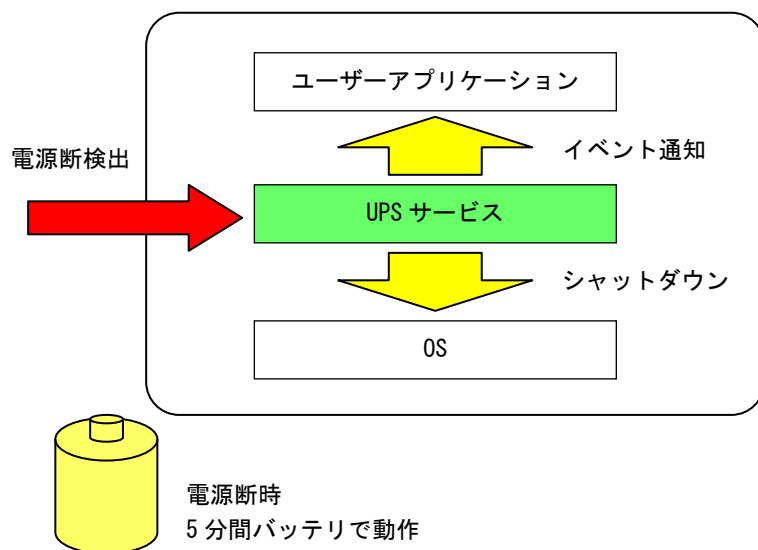 ユーザーアプリケーション
イベント通知
電源断検出
UPS サービス
シャットダウン
OS
電源断時
5 分間バッテリで動作